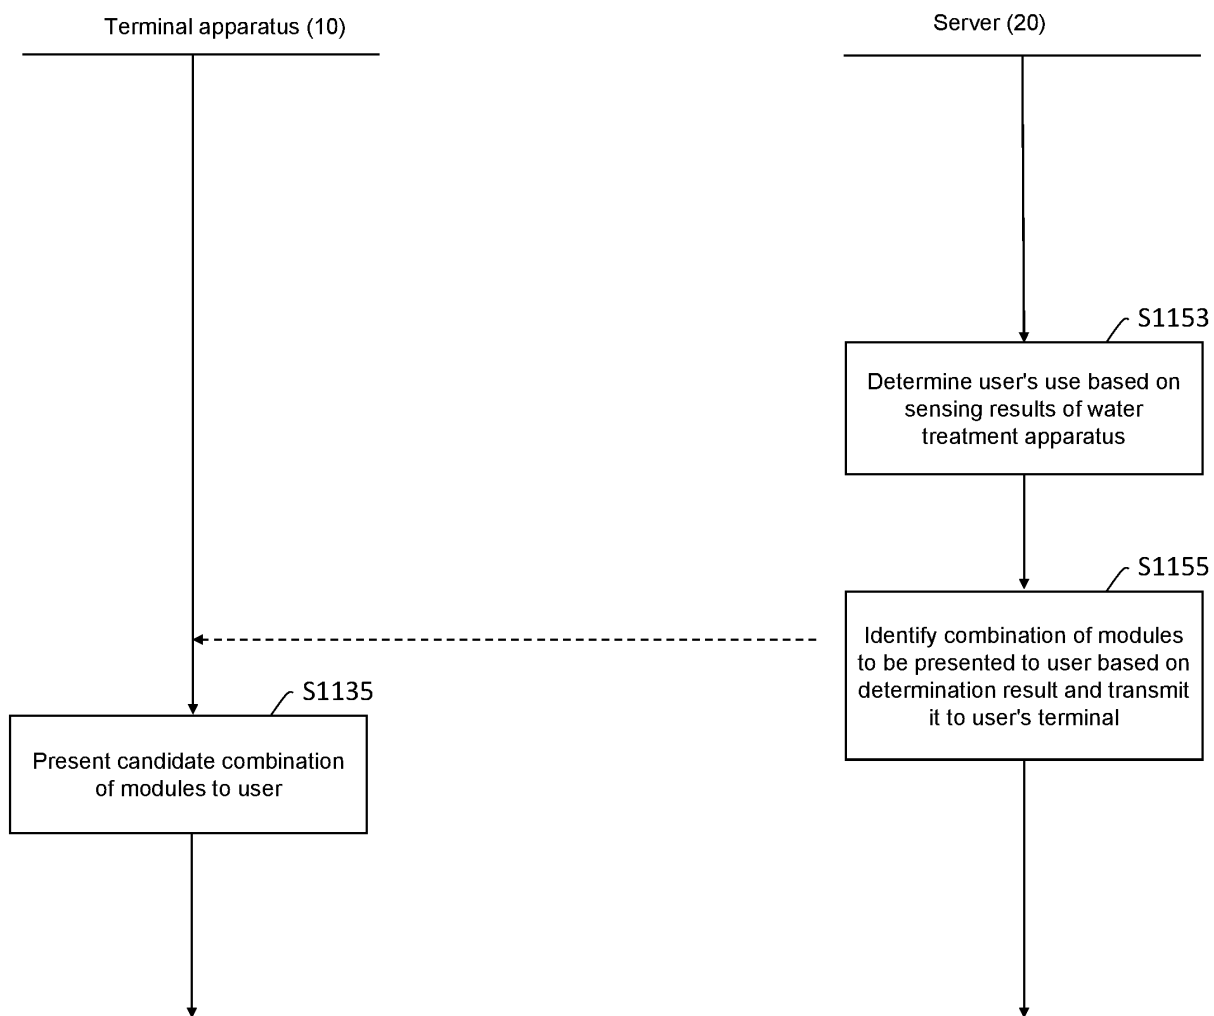 Terminal apparatus (10)
Server (20)
S1153
Determine user's use based on
sensing results of water
treatment apparatus
S1155
Identify combination of modules
to be presented to user based on
determination result and transmit
it to user's terminal
S1135
Present candidate combination
of modules to user